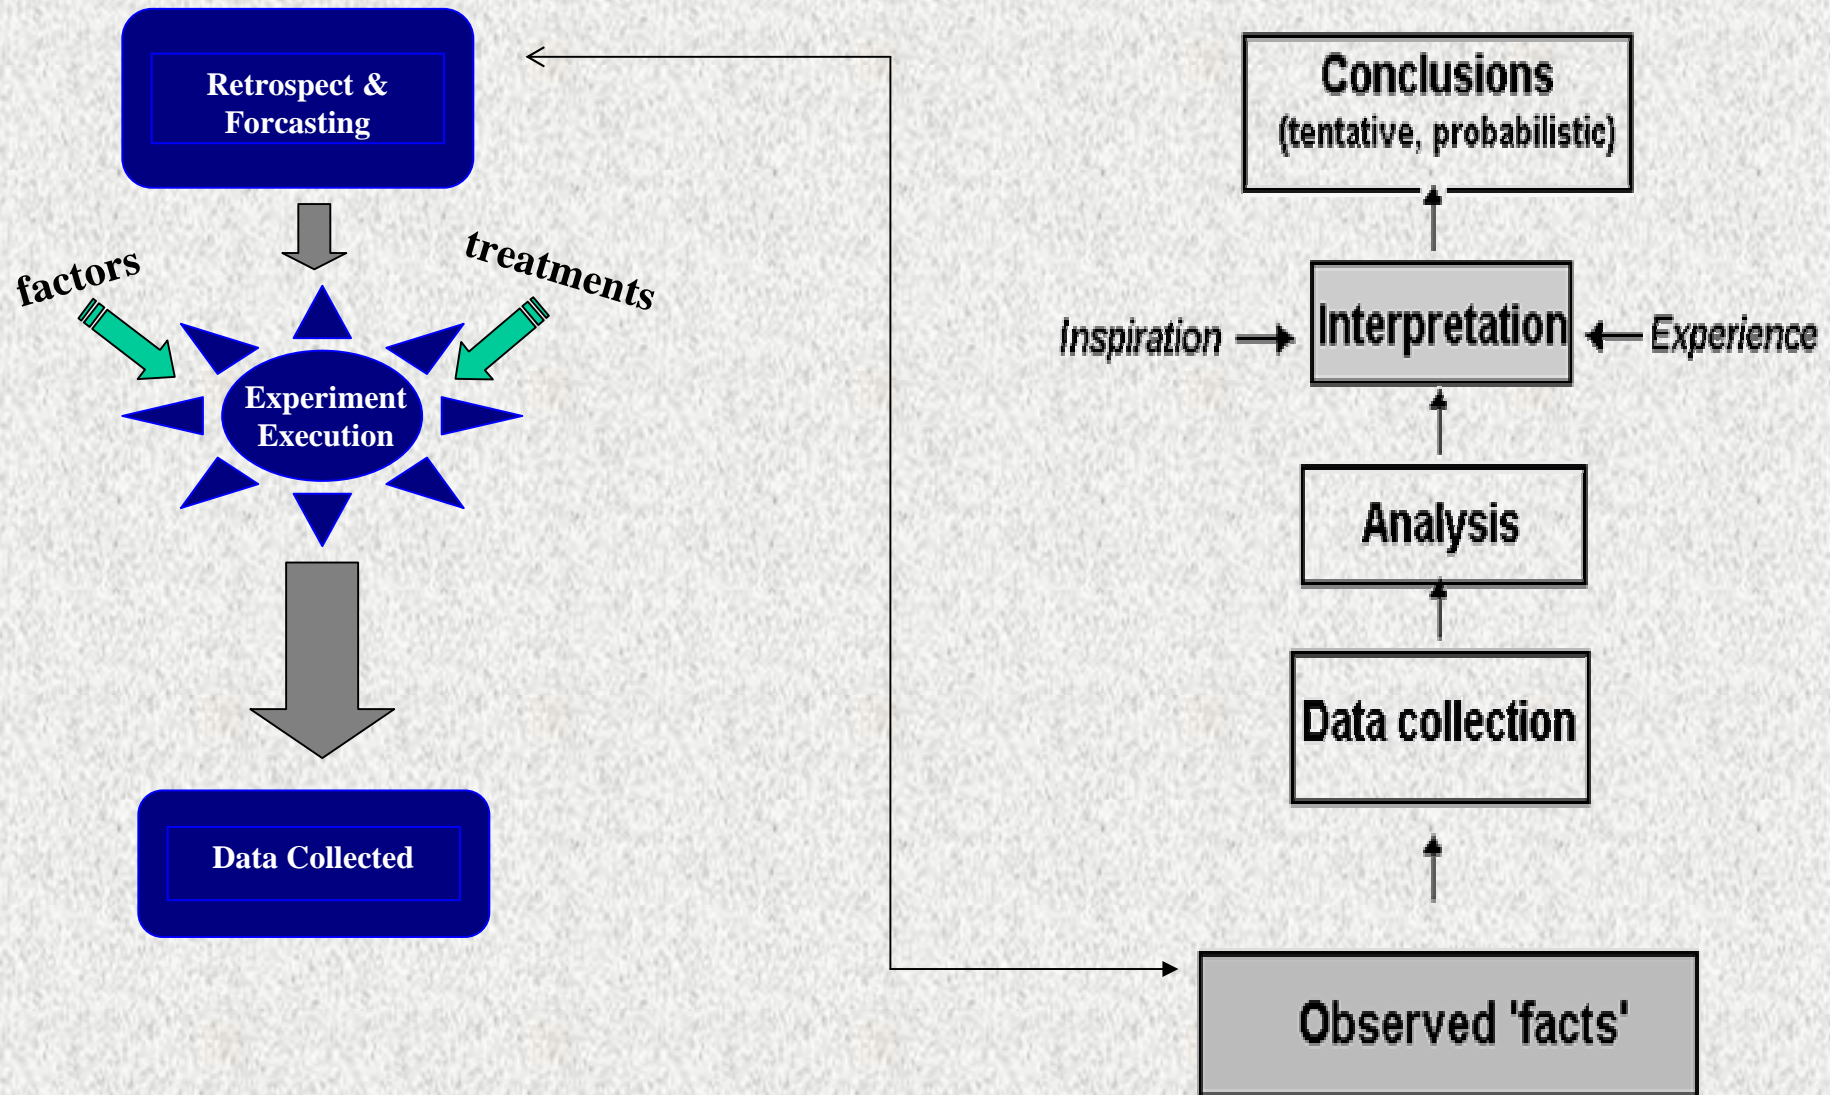 Retrospect &
Forcasting
factors
treatments
Experiment
Execution
Data Collected
Conclusions
(tentative, probabilistic)
Inspiration
Interpretation
Experience
Analysis
Data collection
Observed 'facts'